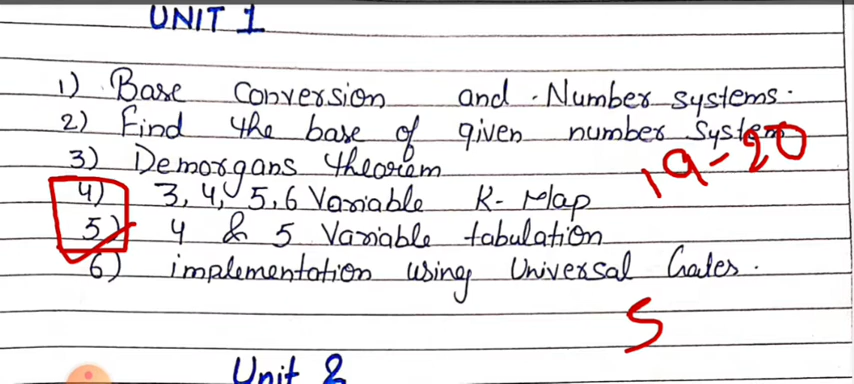 UNIT 1
1) Base Conversion and Number systems.
2) Find the base of given number System
3) Demorgans theorem
19-20
4) 3, 4, 5, 6 Variable K-Map
5) 4 & 5 Variable tabulation
6) implementation using Universal Gates.
5
Unit 2